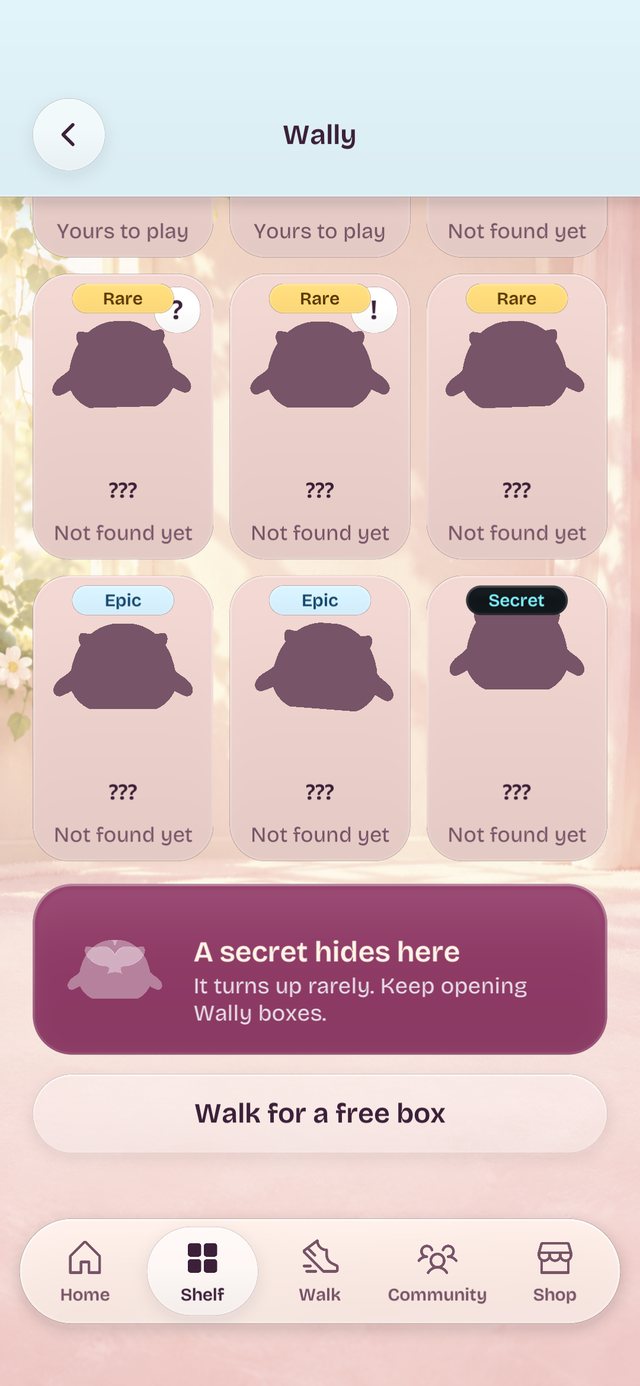 Wally
Yours to play
Yours to play
Not found yet
Rare
?
Rare
!
Rare
???
???
???
Not found yet
Not found yet
Not found yet
Epic
Epic
Secret
???
???
???
Not found yet
Not found yet
Not found yet
A secret hides here
It turns up rarely. Keep opening
Wally boxes.
Walk for a free box
Home
Shelf
Walk
Community
Shop